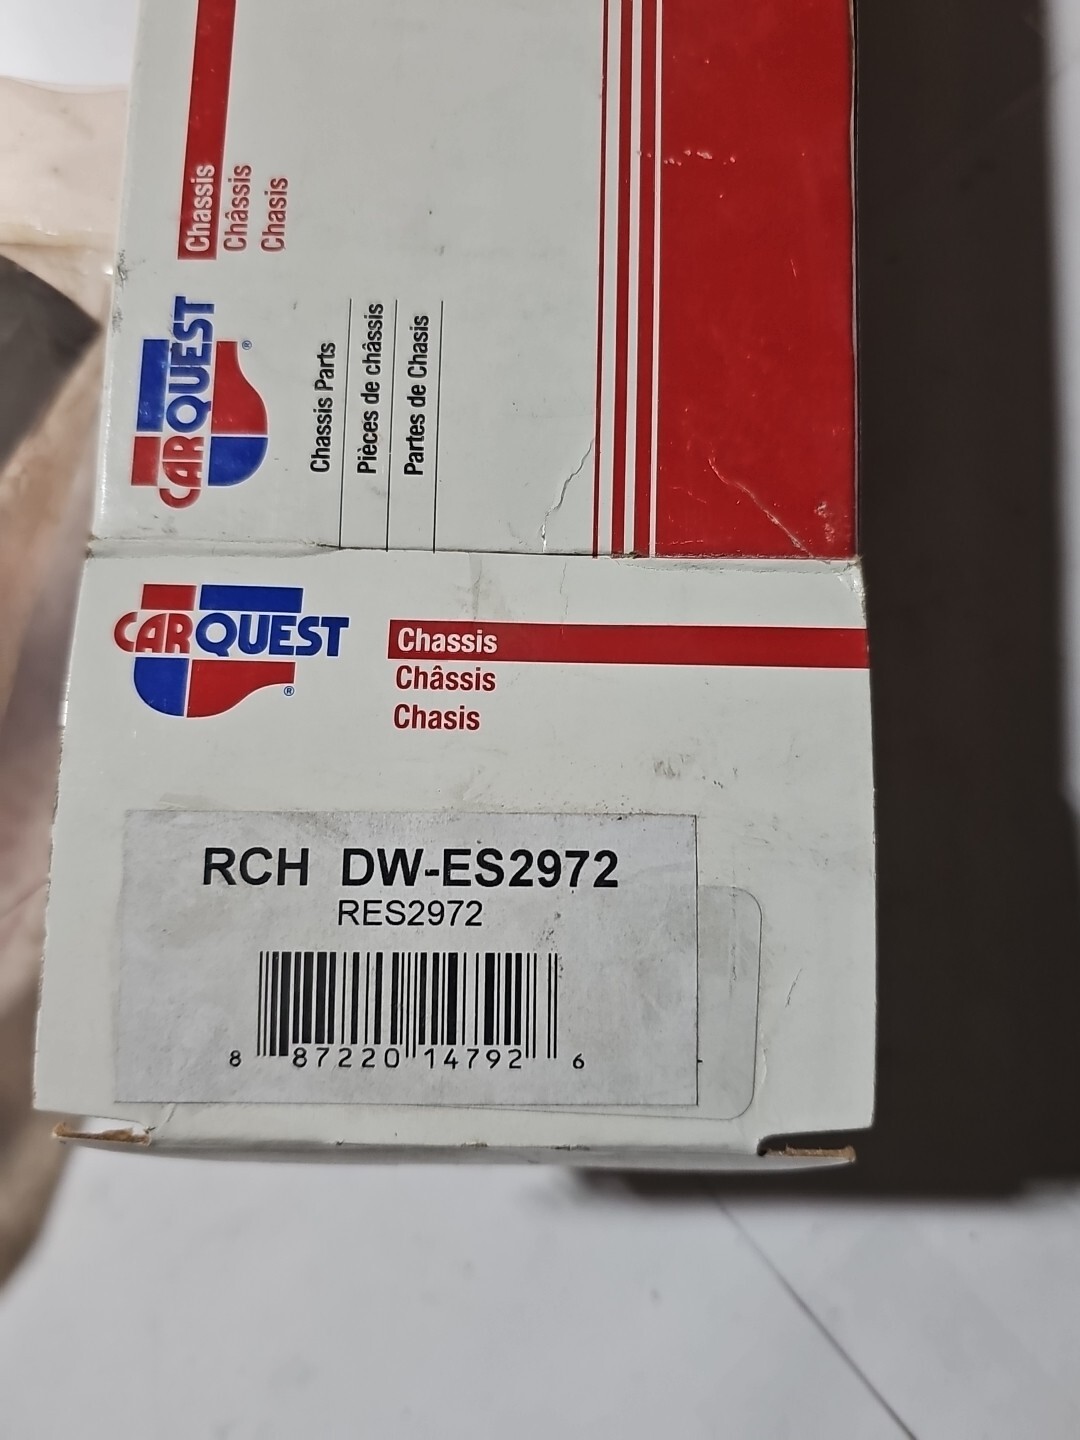 Chassis
Châssis
Chasis
CARQUEST®
Chassis Parts
Pièces de châssis
Partes de Chasis
CARQUEST®
Chassis
Châssis
Chasis
RCH DW-ES2972
RES2972
8 87220 14792 6